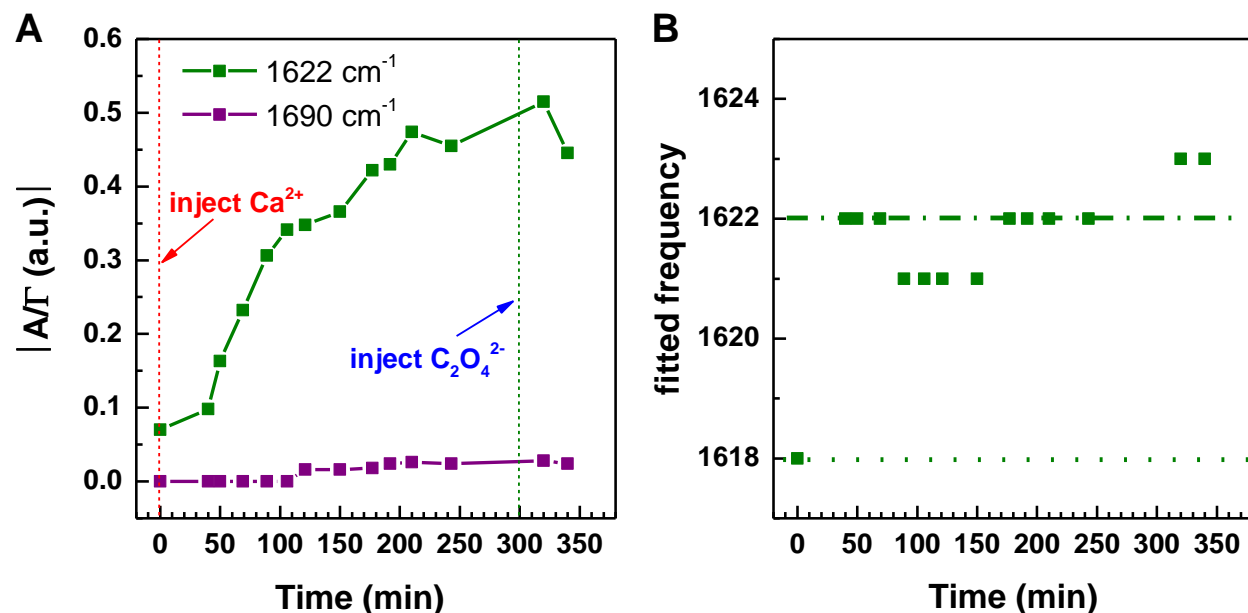 A
0.6
0.5
0.4
0.3
0.2
0.1
0.0
|A/Γ (a.u.)|
1622 cm⁻¹
1690 cm⁻¹
inject Ca²⁺
inject C₂O₄²⁻
0 50 100 150 200 250 300 350
Time (min)
B
1624
1622
1620
1618
fitted frequency
0 50 100 150 200 250 300 350
Time (min)